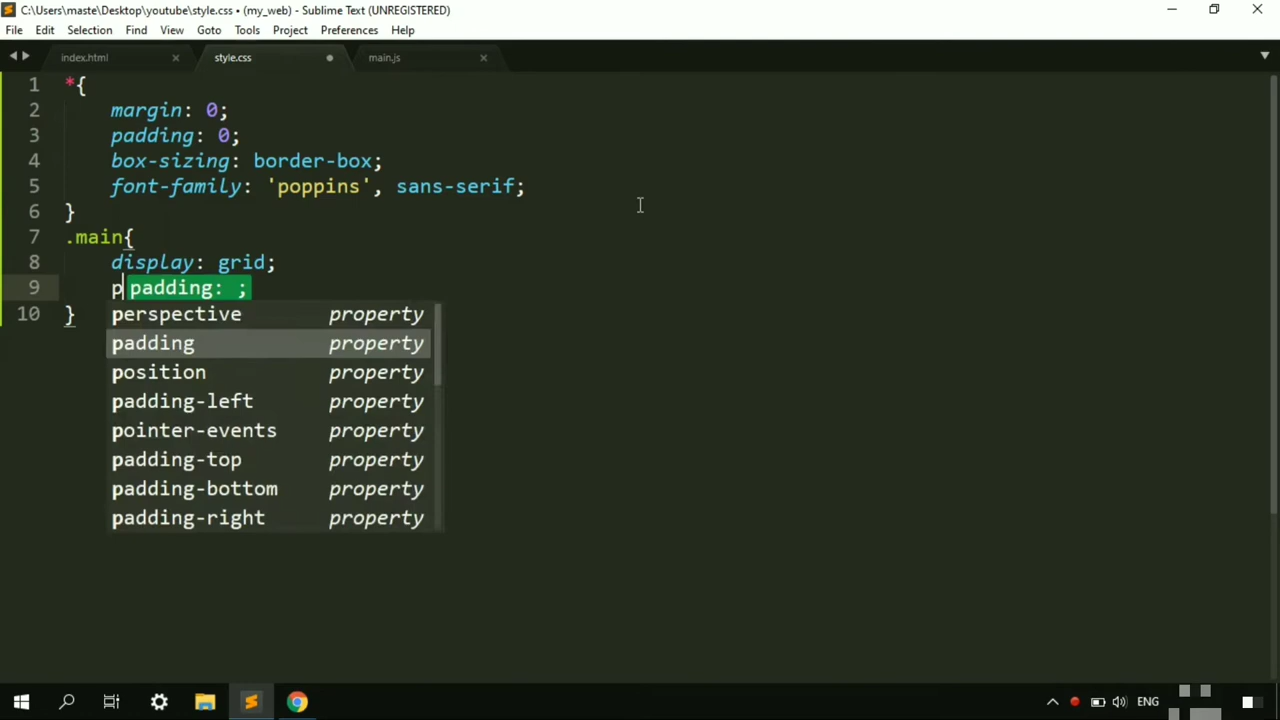 C:\Users\maste\Desktop\youtube\style.css • (my_web) - Sublime Text (UNREGISTERED)
File Edit Selection Find View Goto Tools Project Preferences Help
index.html × style.css main.js ×
1 *{
2 margin: 0;
3 padding: 0;
4 box-sizing: border-box;
5 font-family: 'poppins', sans-serif;
6 }
7 .main{
8 display: grid;
9 p padding: ;
10 }
perspective property
padding property
position property
padding-left property
pointer-events property
padding-top property
padding-bottom property
padding-right property
ENG